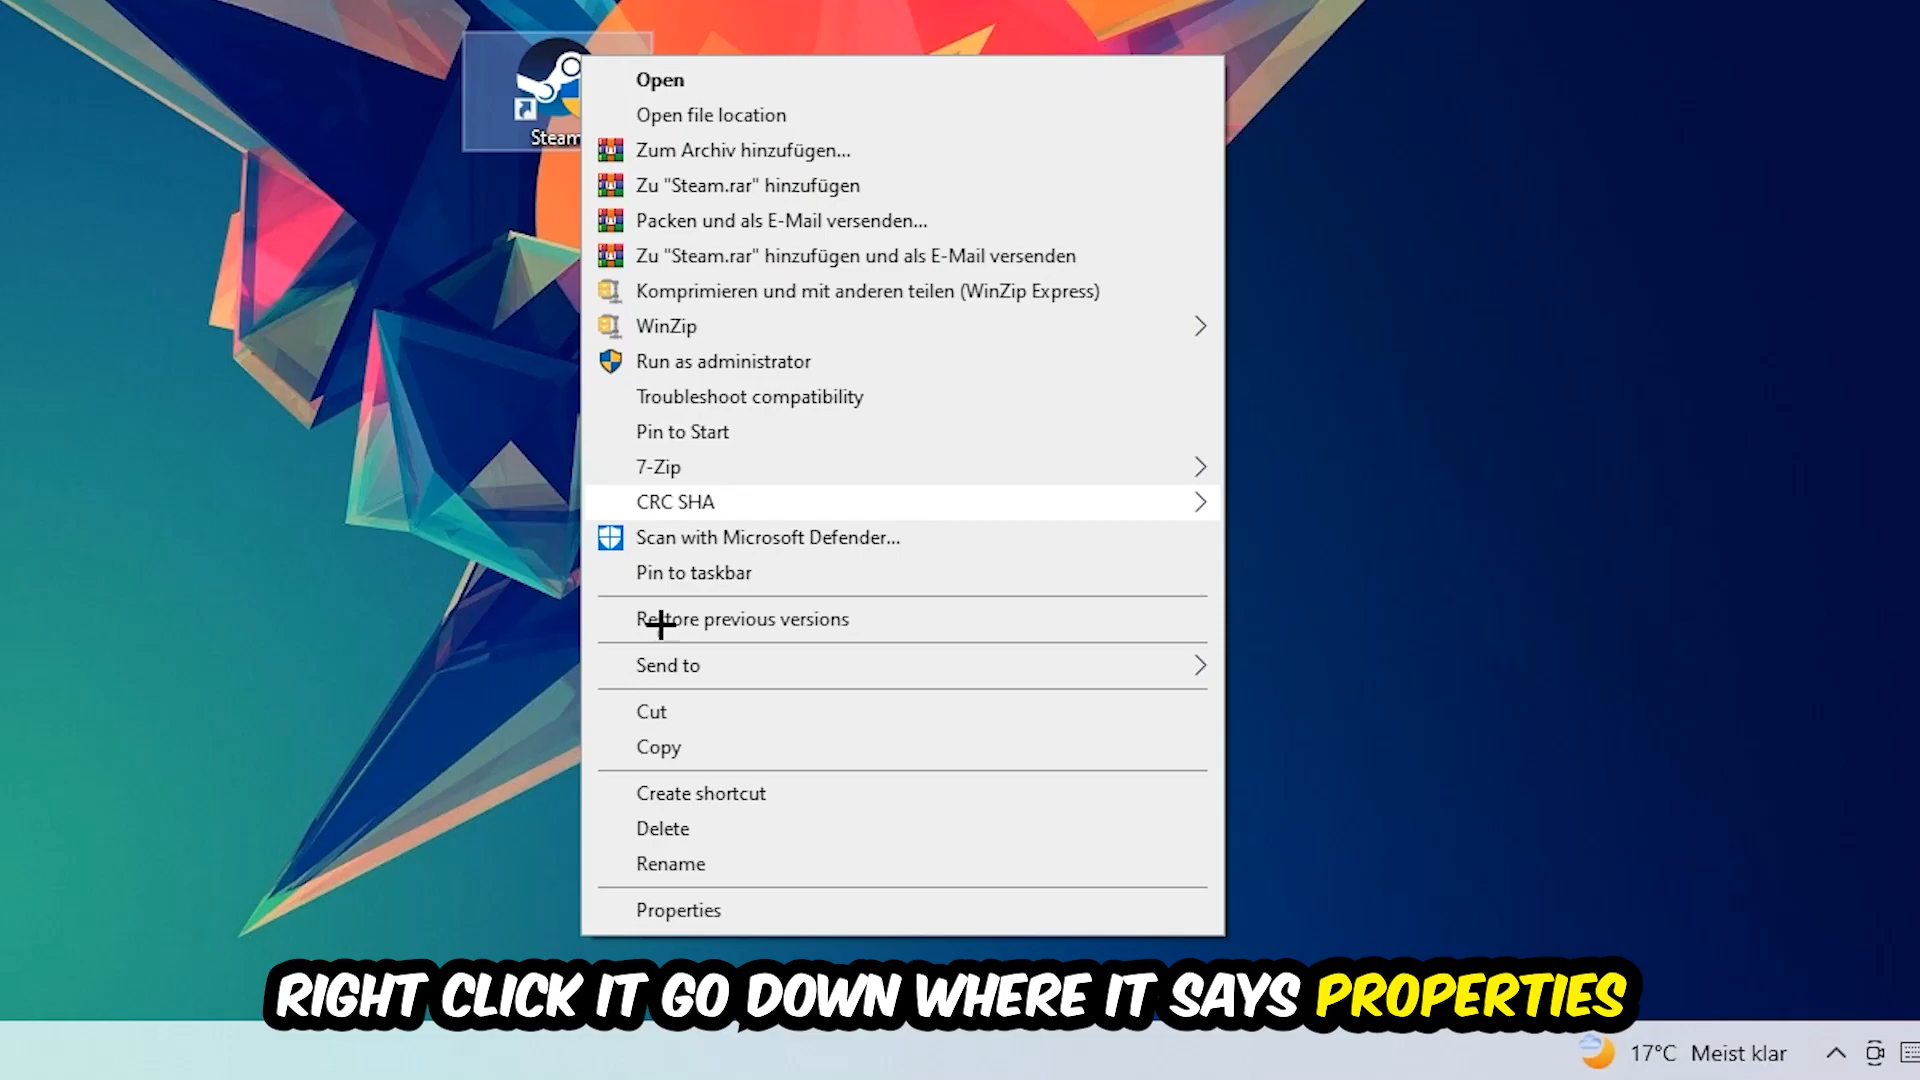 Steam
Open
Open file location
Zum Archiv hinzufügen...
Zu "Steam.rar" hinzufügen
Packen und als E-Mail versenden...
Zu "Steam.rar" hinzufügen und als E-Mail versenden
Komprimieren und mit anderen teilen (WinZip Express)
WinZip
Run as administrator
Troubleshoot compatibility
Pin to Start
7-Zip
CRC SHA
Scan with Microsoft Defender...
Pin to taskbar
Restore previous versions
Send to
Cut
Copy
Create shortcut
Delete
Rename
Properties
RIGHT CLICK IT GO DOWN WHERE IT SAYS PROPERTIES
17°C Meist klar